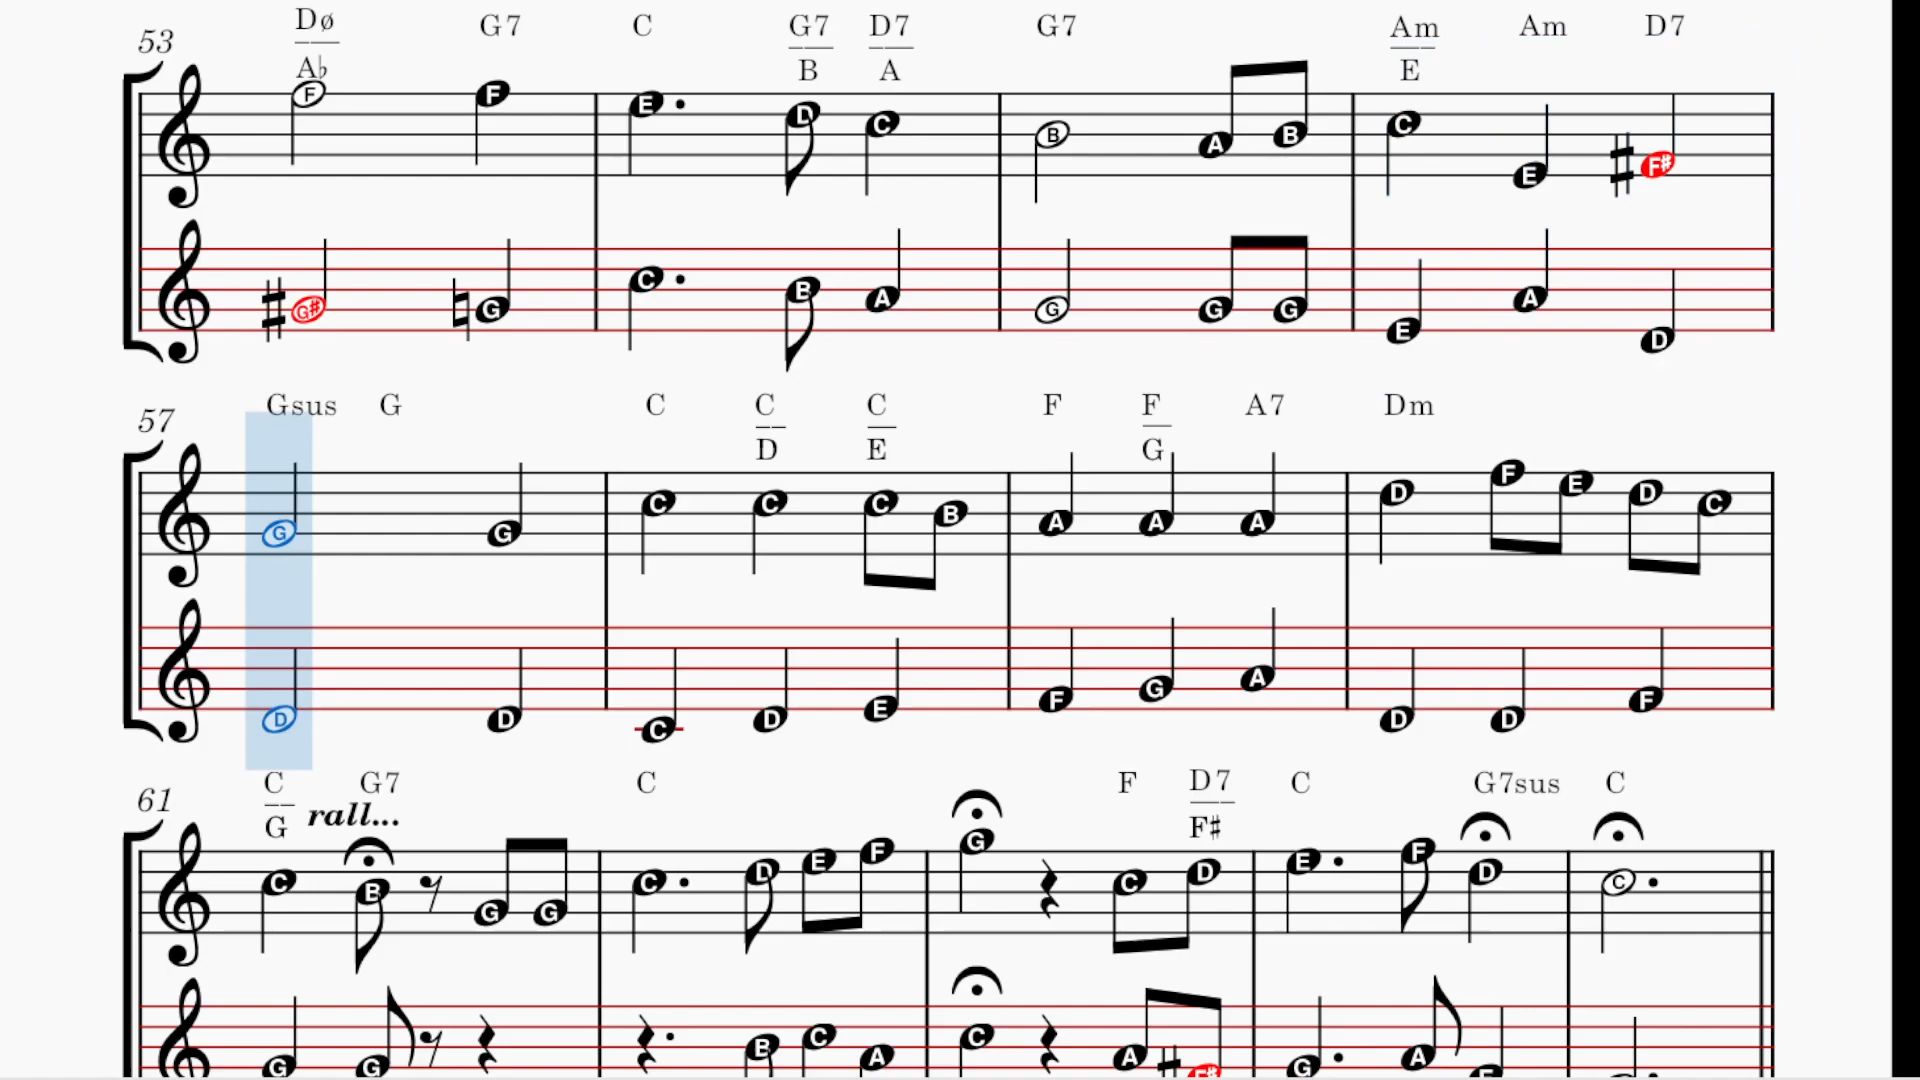 53 Dø G7 C G7 D7 G7 Am Am D7
A♭ B A E
F F E D C B A B C E F#
G# G C B A G G G E A D
57 Gsus G C C C F F A7 Dm
D E G
G G C C C B A A A D F E D C
D D C D E F G A D D F
61 C G7 C F D7 C G7sus C
G rall... F#
C B G G C D E F G C D E F D C
G G B C A C A F# G A